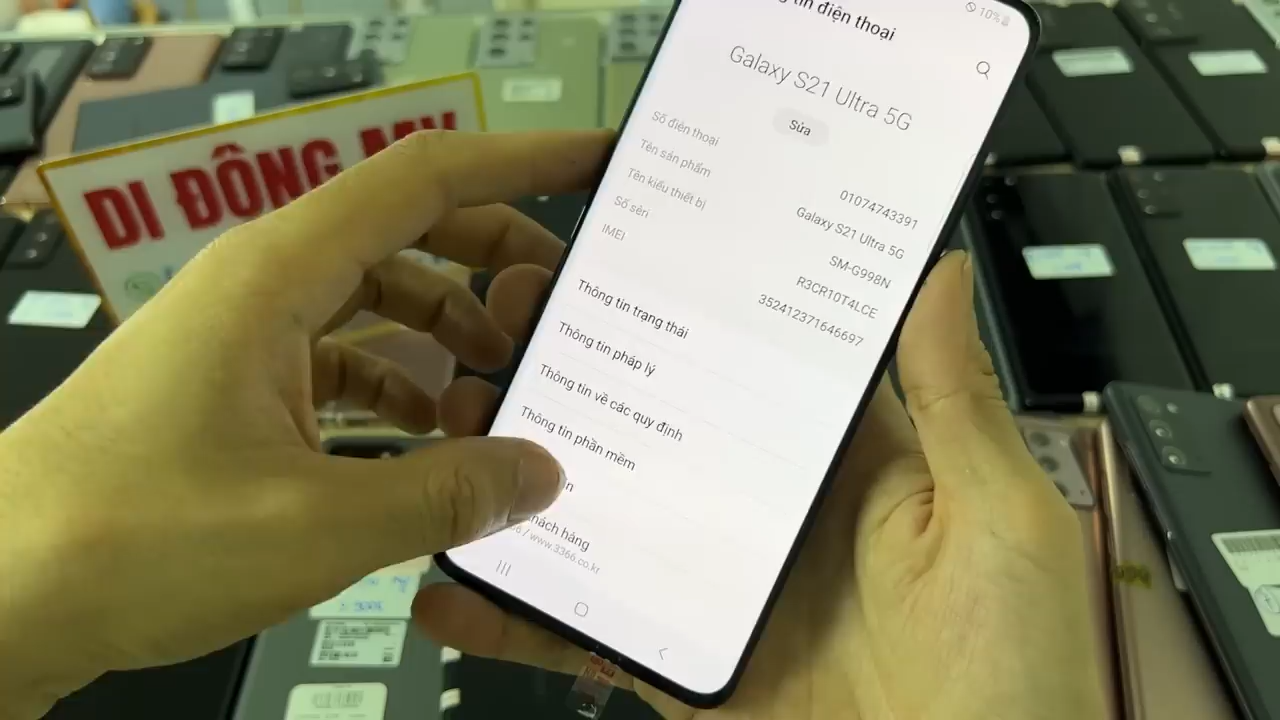 tin điện thoại
10%
Galaxy S21 Ultra 5G
Sửa
Số điện thoại
01074743391
Tên sản phẩm
Galaxy S21 Ultra 5G
Tên kiểu thiết bị
SM-G998N
Số sêri
R3CR10T4LCE
IMEI
352412371646697
Thông tin trạng thái
Thông tin pháp lý
Thông tin về các quy định
Thông tin phần mềm
hàng
/ www.3366.co.kr
DI ĐỘNG